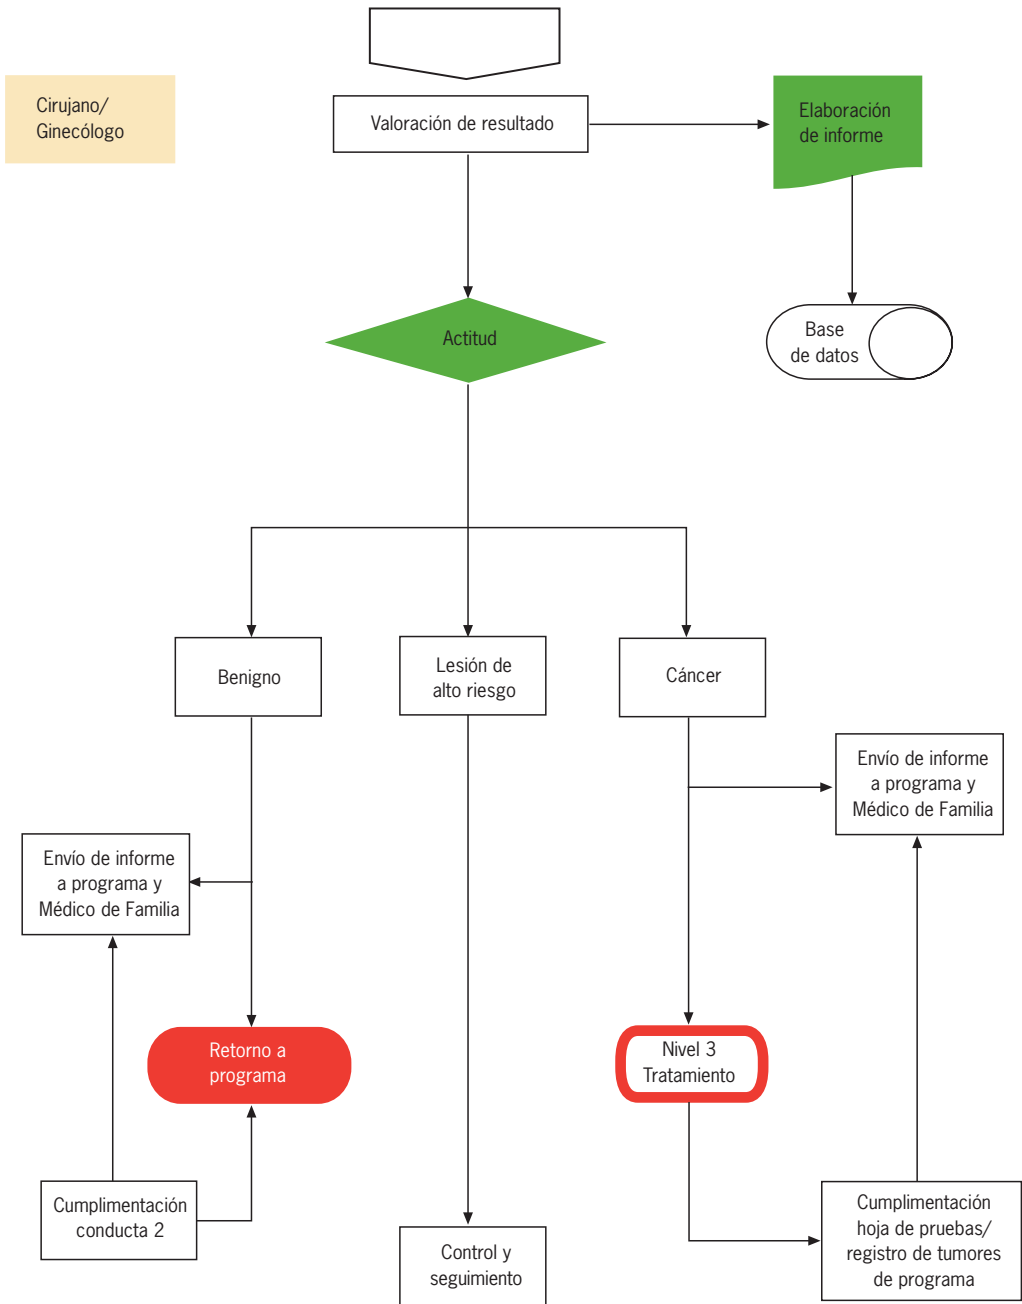 Cirujano/
Ginecólogo
Valoración de resultado
Elaboración
de informe
Actitud
Base
de datos
Benigno
Lesión de
alto riesgo
Cáncer
Envío de informe
a programa y
Médico de Familia
Envío de informe
a programa y
Médico de Familia
Retorno a
programa
Nivel 3
Tratamiento
Cumplimentación
conducta 2
Control y
seguimiento
Cumplimentación
hoja de pruebas/
registro de tumores
de programa